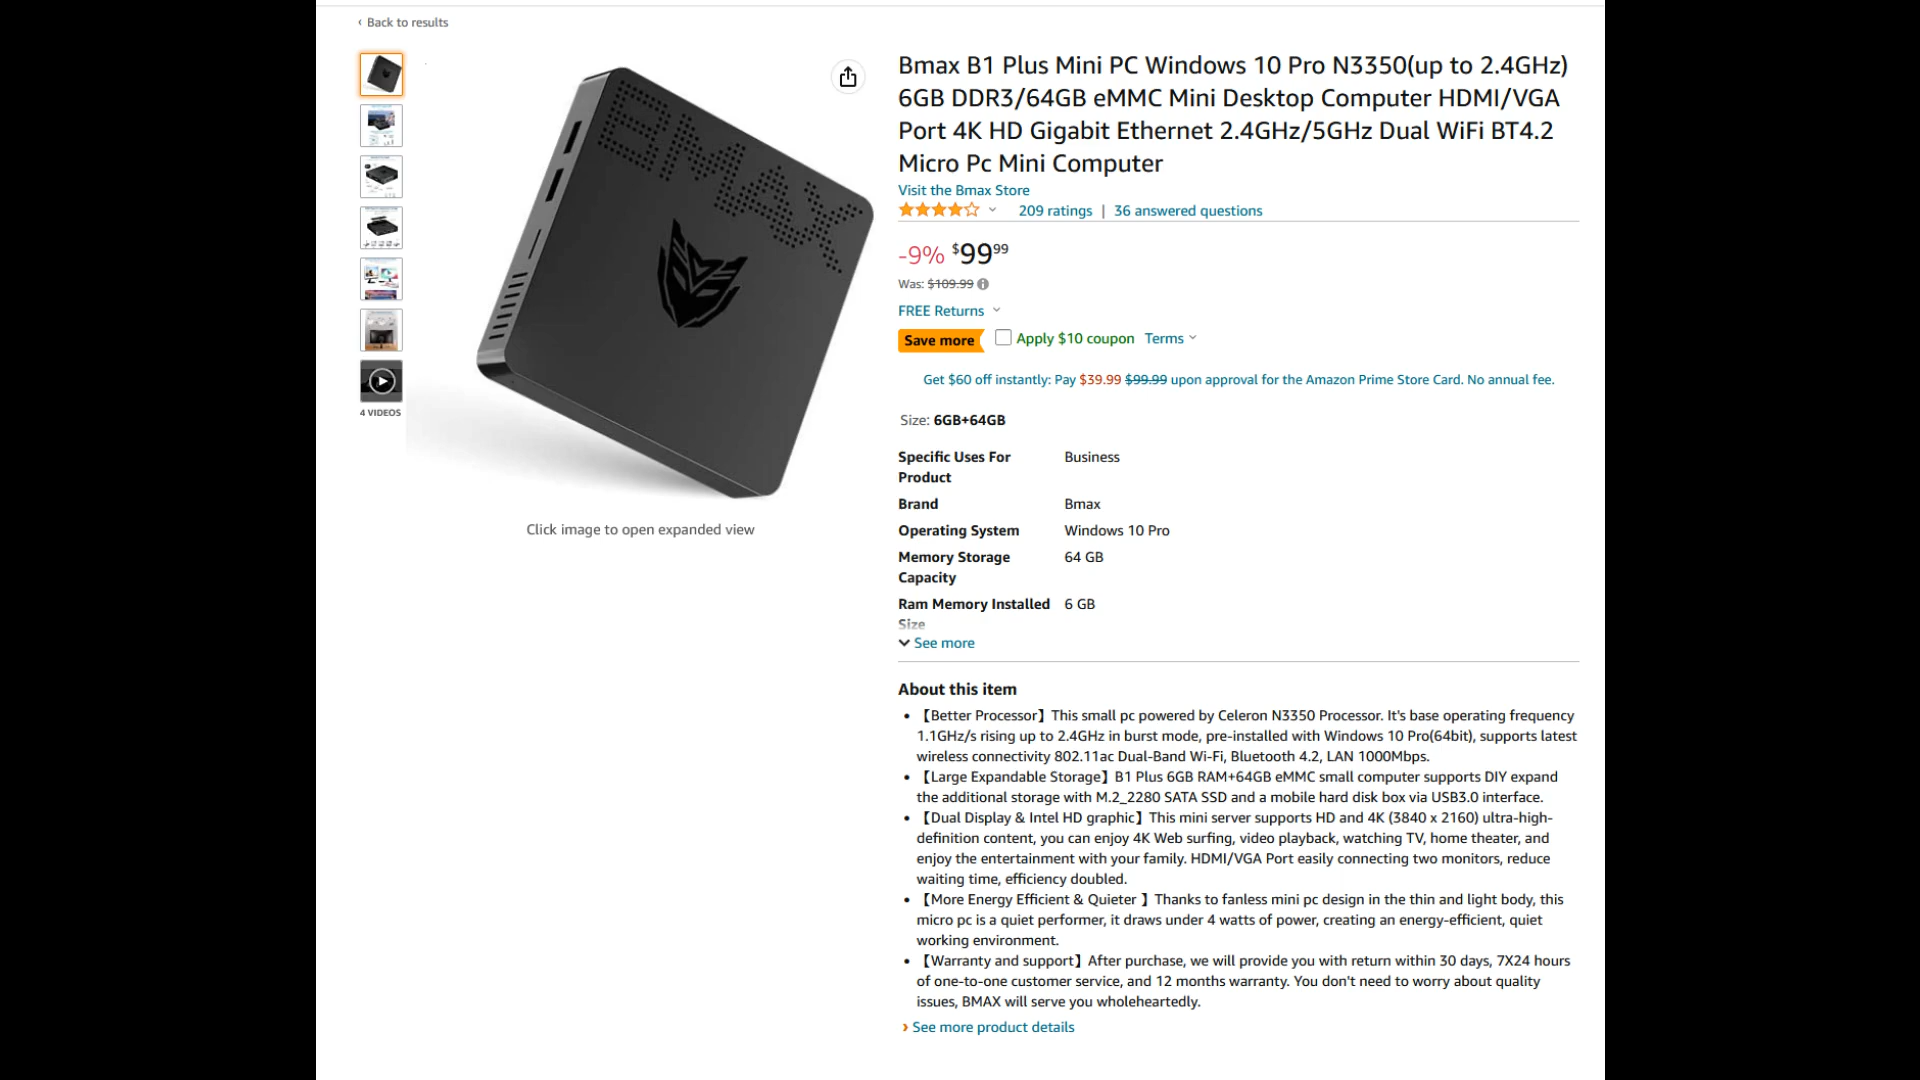 ‹ Back to results
BMAX
4 VIDEOS
Click image to open expanded view
Bmax B1 Plus Mini PC Windows 10 Pro N3350(up to 2.4GHz)
6GB DDR3/64GB eMMC Mini Desktop Computer HDMI/VGA
Port 4K HD Gigabit Ethernet 2.4GHz/5GHz Dual WiFi BT4.2
Micro Pc Mini Computer
Visit the Bmax Store
209 ratings | 36 answered questions
-9% $99 99
Was: $109.99
FREE Returns
Save more Apply $10 coupon Terms
Get $60 off instantly: Pay $39.99 $99.99 upon approval for the Amazon Prime Store Card. No annual fee.
Size: 6GB+64GB
Specific Uses For Business
Product
Brand Bmax
Operating System Windows 10 Pro
Memory Storage 64 GB
Capacity
Ram Memory Installed 6 GB
Size
See more
About this item
• 【Better Processor】This small pc powered by Celeron N3350 Processor. It's base operating frequency
1.1GHz/s rising up to 2.4GHz in burst mode, pre-installed with Windows 10 Pro(64bit), supports latest
wireless connectivity 802.11ac Dual-Band Wi-Fi, Bluetooth 4.2, LAN 1000Mbps.
• 【Large Expandable Storage】B1 Plus 6GB RAM+64GB eMMC small computer supports DIY expand
the additional storage with M.2_2280 SATA SSD and a mobile hard disk box via USB3.0 interface.
• 【Dual Display & Intel HD graphic】This mini server supports HD and 4K (3840 x 2160) ultra-high-
definition content, you can enjoy 4K Web surfing, video playback, watching TV, home theater, and
enjoy the entertainment with your family. HDMI/VGA Port easily connecting two monitors, reduce
waiting time, efficiency doubled.
• 【More Energy Efficient & Quieter 】Thanks to fanless mini pc design in the thin and light body, this
micro pc is a quiet performer, it draws under 4 watts of power, creating an energy-efficient, quiet
working environment.
• 【Warranty and support】After purchase, we will provide you with return within 30 days, 7X24 hours
of one-to-one customer service, and 12 months warranty. You don't need to worry about quality
issues, BMAX will serve you wholeheartedly.
› See more product details